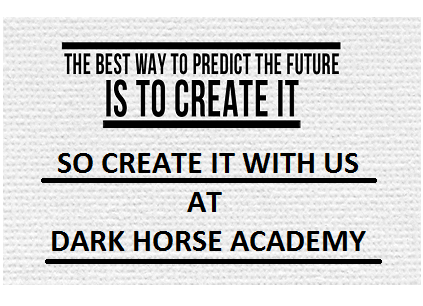 THE BEST WAY TO PREDICT THE FUTURE
IS TO CREATE IT
SO CREATE IT WITH US
AT
DARK HORSE ACADEMY